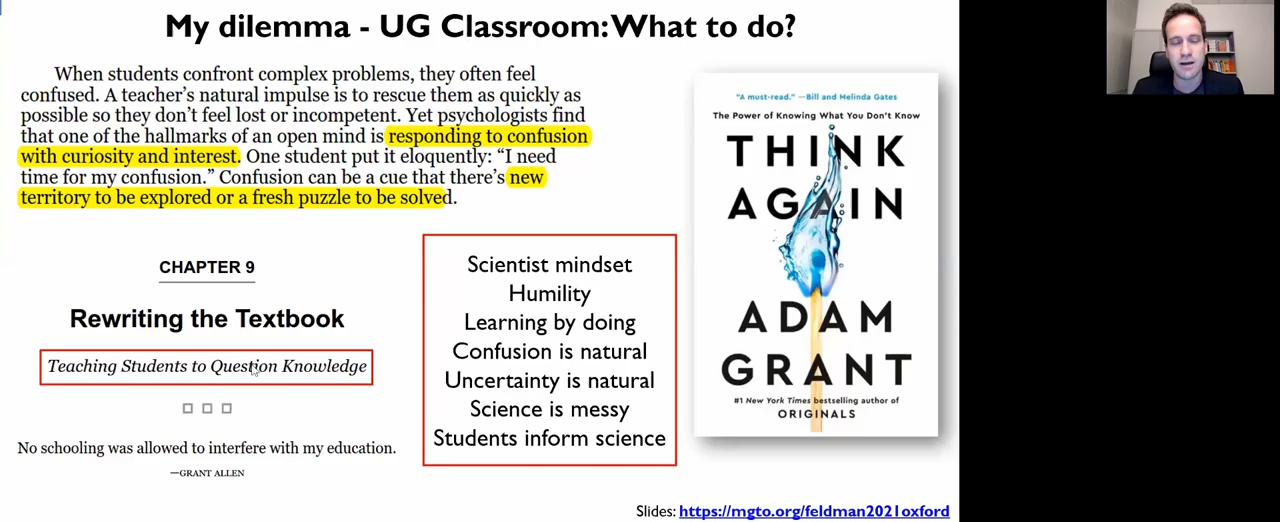 My dilemma - UG Classroom: What to do?
When students confront complex problems, they often feel
confused. A teacher's natural impulse is to rescue them as quickly as
possible so they don't feel lost or incompetent. Yet psychologists find
that one of the hallmarks of an open mind is responding to confusion
with curiosity and interest. One student put it eloquently: “I need
time for my confusion.” Confusion can be a cue that there's new
territory to be explored or a fresh puzzle to be solved.
CHAPTER 9
Rewriting the Textbook
Teaching Students to Question Knowledge
No schooling was allowed to interfere with my education.
—GRANT ALLEN
Scientist mindset
Humility
Learning by doing
Confusion is natural
Uncertainty is natural
Science is messy
Students inform science
“A must-read.” —Bill and Melinda Gates
The Power of Knowing What You Don't Know
THINK
AGAIN
ADAM
GRANT
#1 New York Times bestselling author of
ORIGINALS
Slides: https://mgto.org/feldman2021oxford